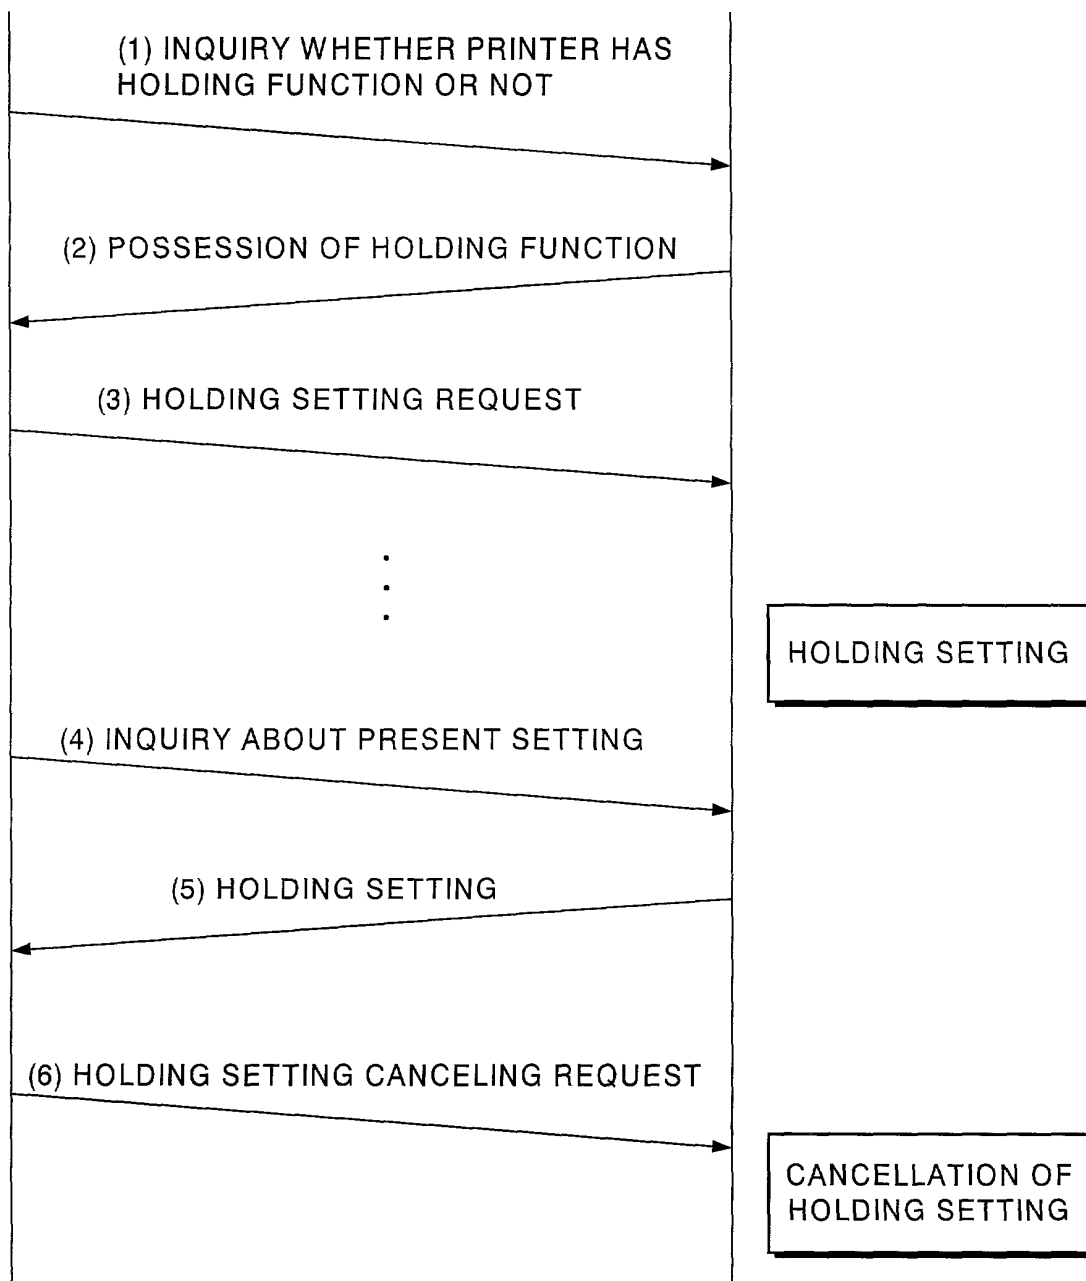 (1) INQUIRY WHETHER PRINTER HAS
HOLDING FUNCTION OR NOT
(2) POSSESSION OF HOLDING FUNCTION
(3) HOLDING SETTING REQUEST
HOLDING SETTING
(4) INQUIRY ABOUT PRESENT SETTING
(5) HOLDING SETTING
(6) HOLDING SETTING CANCELING REQUEST
CANCELLATION OF
HOLDING SETTING